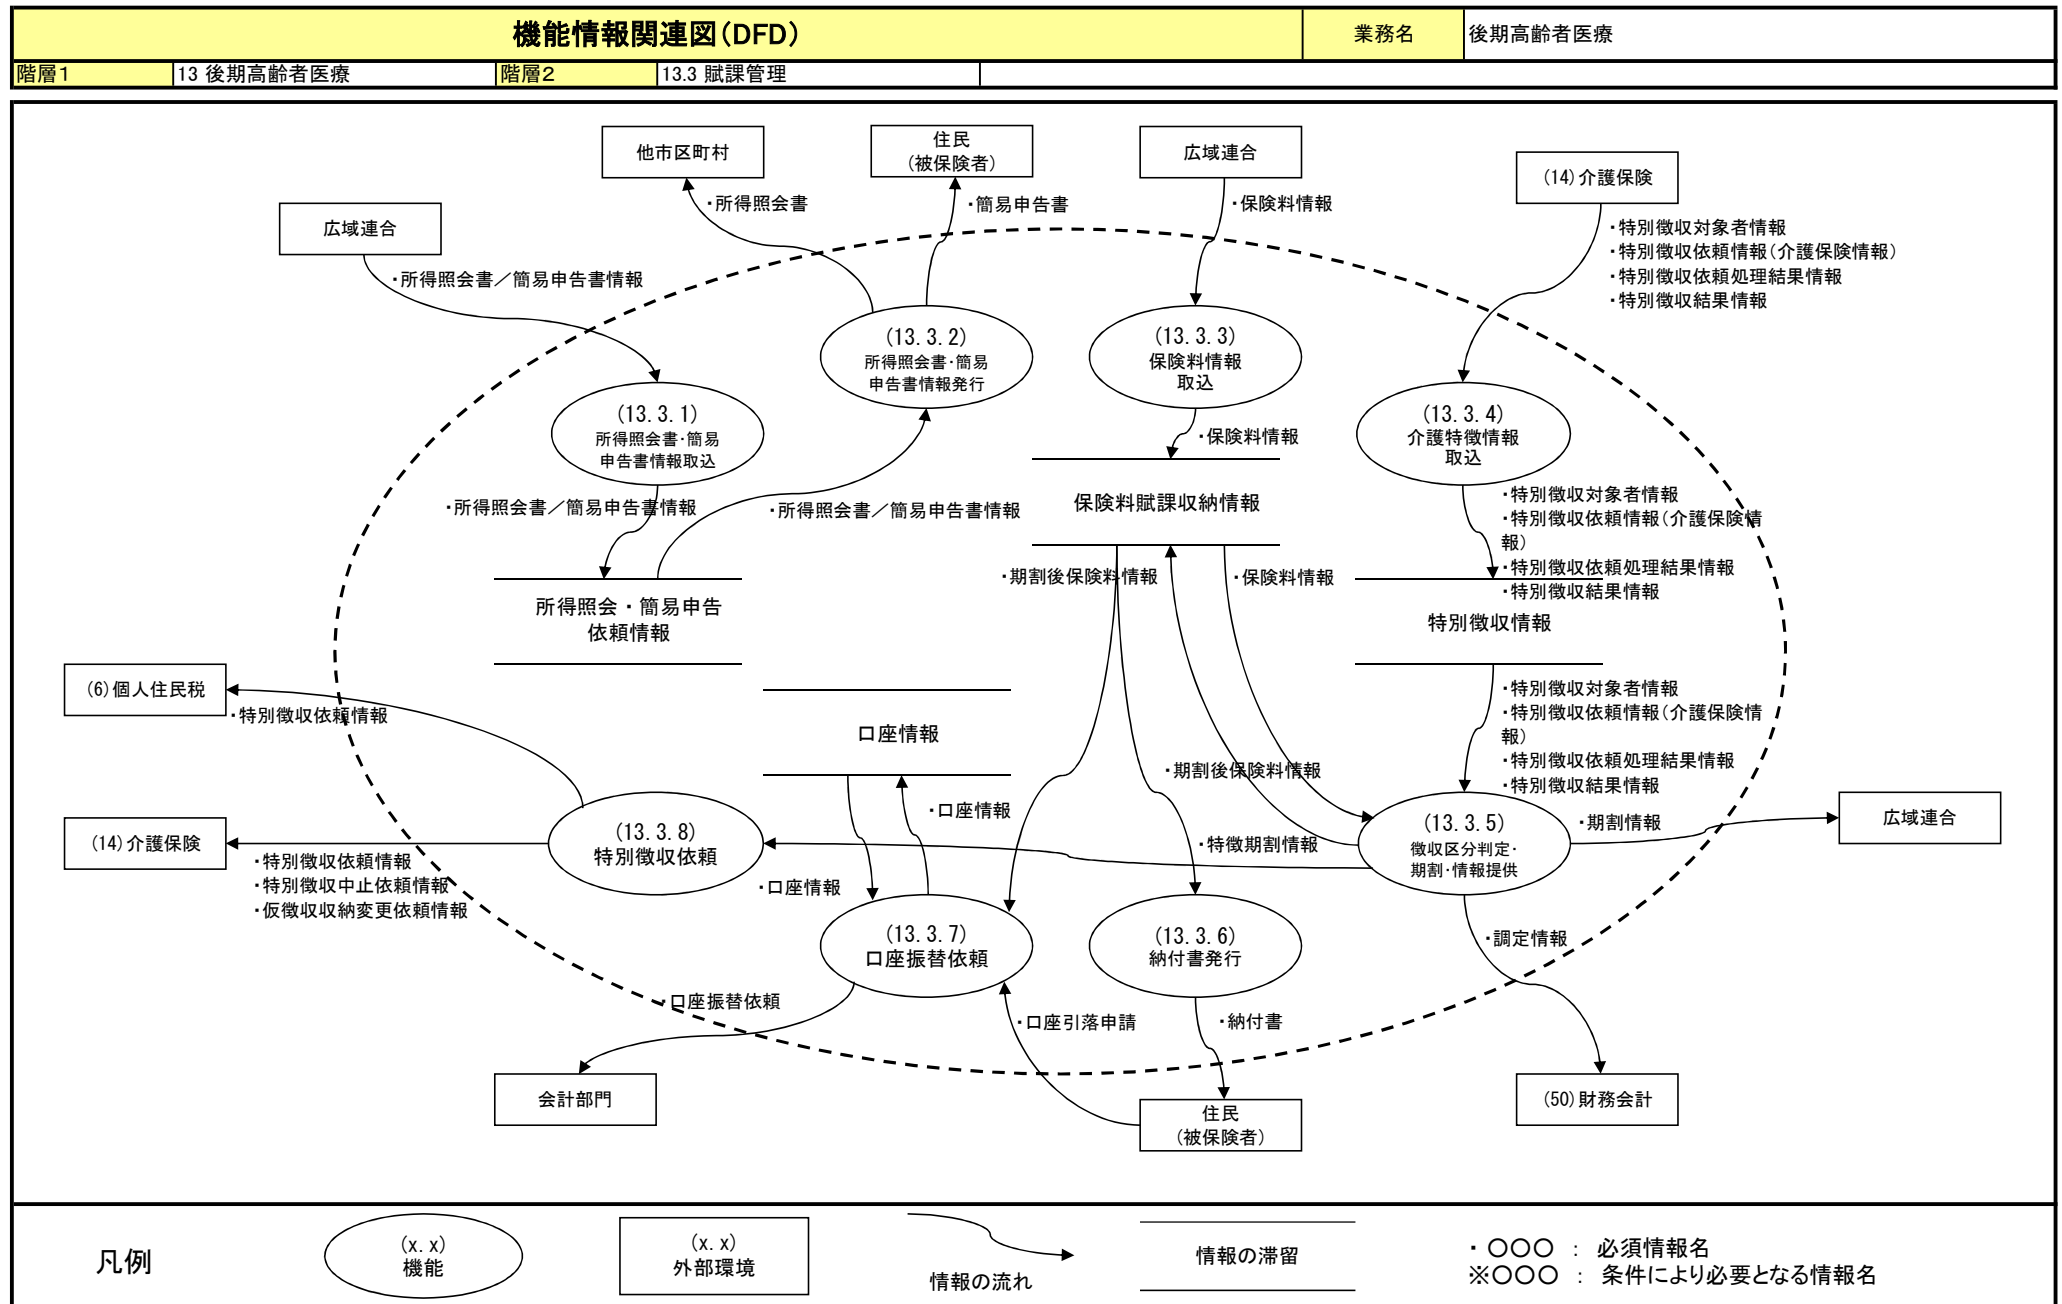 機能情報関連図(DFD)
業務名
後期高齢者医療
階層1
13 後期高齢者医療
階層2
13.3 賦課管理
他市区町村
住民
(被保険者)
広域連合
(14)介護保険
広域連合
・所得照会書
・簡易申告書
・保険料情報
・特別徴収対象者情報
・特別徴収依頼情報(介護保険情報)
・特別徴収依頼処理結果情報
・特別徴収結果情報
・所得照会書/簡易申告書情報
(13.3.2)
所得照会書・簡易
申告書情報発行
(13.3.3)
保険料情報
取込
(13.3.1)
所得照会書・簡易
申告書情報取込
(13.3.4)
介護特徴情報
取込
・保険料情報
・所得照会書/簡易申告書情報
・所得照会書/簡易申告書情報
保険料賦課収納情報
・特別徴収対象者情報
・特別徴収依頼情報(介護保険情
報)
・特別徴収依頼処理結果情報
・特別徴収結果情報
・期割後保険料情報
・保険料情報
所得照会・簡易申告
依頼情報
特別徴収情報
(6)個人住民税
・特別徴収依頼情報
口座情報
・特別徴収対象者情報
・特別徴収依頼情報(介護保険情
報)
・特別徴収依頼処理結果情報
・特別徴収結果情報
・期割後保険料情報
・口座情報
(14)介護保険
(13.3.8)
特別徴収依頼
・特徴期割情報
(13.3.5)
徴収区分判定・
期割・情報提供
・期割情報
広域連合
・特別徴収依頼情報
・特別徴収中止依頼情報
・仮徴収収納変更依頼情報
・口座情報
(13.3.7)
口座振替依頼
(13.3.6)
納付書発行
・調定情報
・口座振替依頼
・口座引落申請
・納付書
会計部門
住民
(被保険者)
(50)財務会計
凡例
(x.x)
機能
(x.x)
外部環境
情報の流れ
情報の滞留
・〇〇〇 : 必須情報名
※〇〇〇 : 条件により必要となる情報名